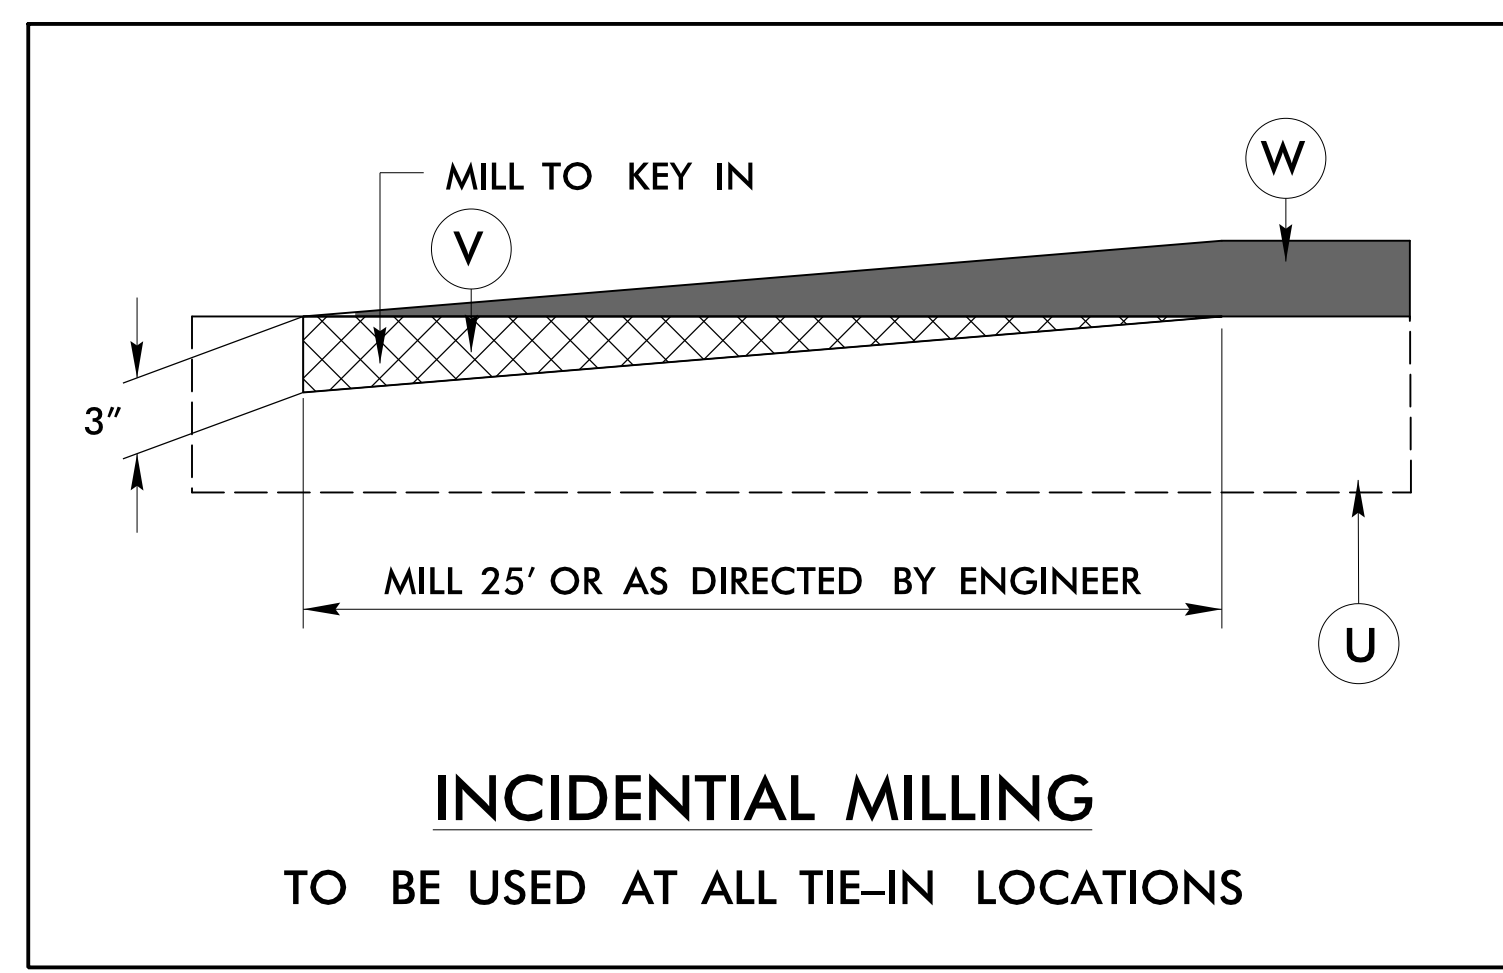 MILL TO KEY IN
W
V
3"
MILL 25' OR AS DIRECTED BY ENGINEER
U
INCIDENTIAL MILLING
TO BE USED AT ALL TIE–IN LOCATIONS